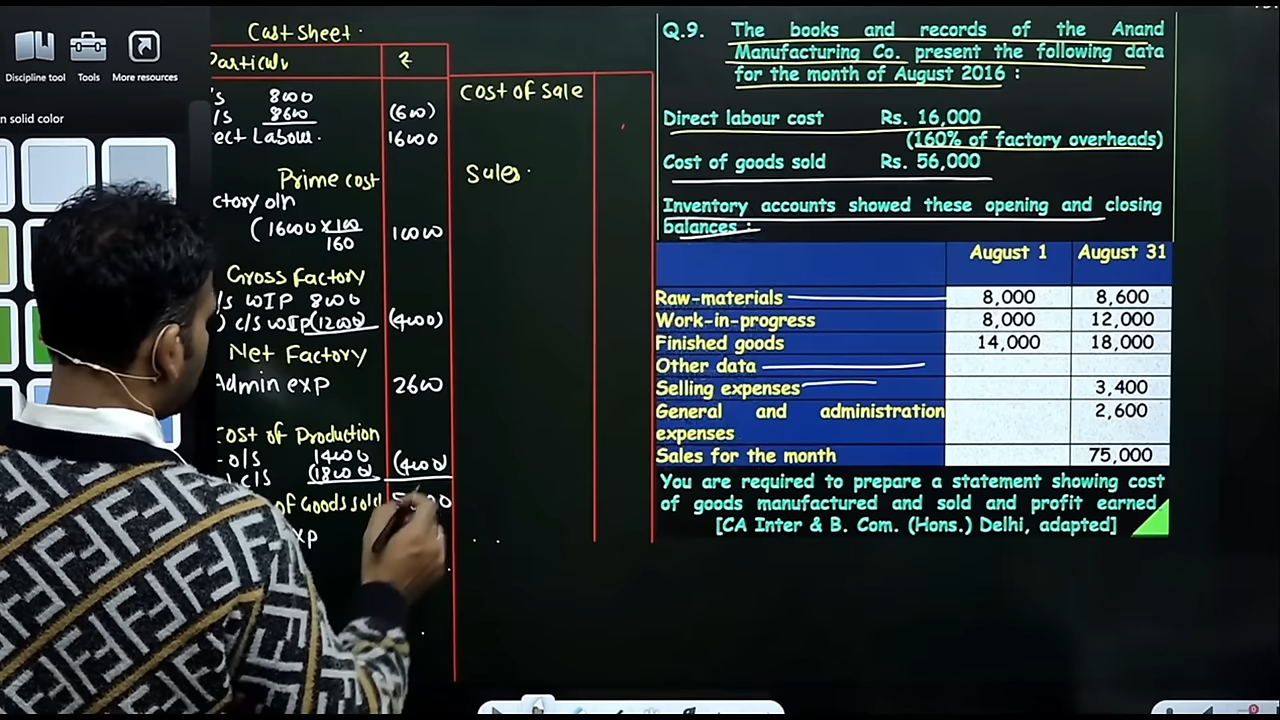 Discipline tool Tools More resources
n solid color
Cast Sheet.
Particulr ₹
/s 8000
/s 8600 (600)
ect Labour. 16000
Prime cost
ctory o/h
(16000 x 100 / 160 10000
Gross Factory
/s WIP 8000
) c/s WIP (12000) (4000)
Net Factory
Admin exp 2600
Cost of Production
o/s 14000
c/s (18000) (4000)
of Goods sold
xp
Cost of Sale
Sales.
Q.9. The books and records of the Anand
Manufacturing Co. present the following data
for the month of August 2016 :
Direct labour cost Rs. 16,000
(160% of factory overheads)
Cost of goods sold Rs. 56,000
Inventory accounts showed these opening and closing
balances :
August 1 August 31
Raw-materials 8,000 8,600
Work-in-progress 8,000 12,000
Finished goods 14,000 18,000
Other data
Selling expenses 3,400
General and administration 2,600
expenses
Sales for the month 75,000
You are required to prepare a statement showing cost
of goods manufactured and sold and profit earned.
[CA Inter & B. Com. (Hons.) Delhi, adapted]